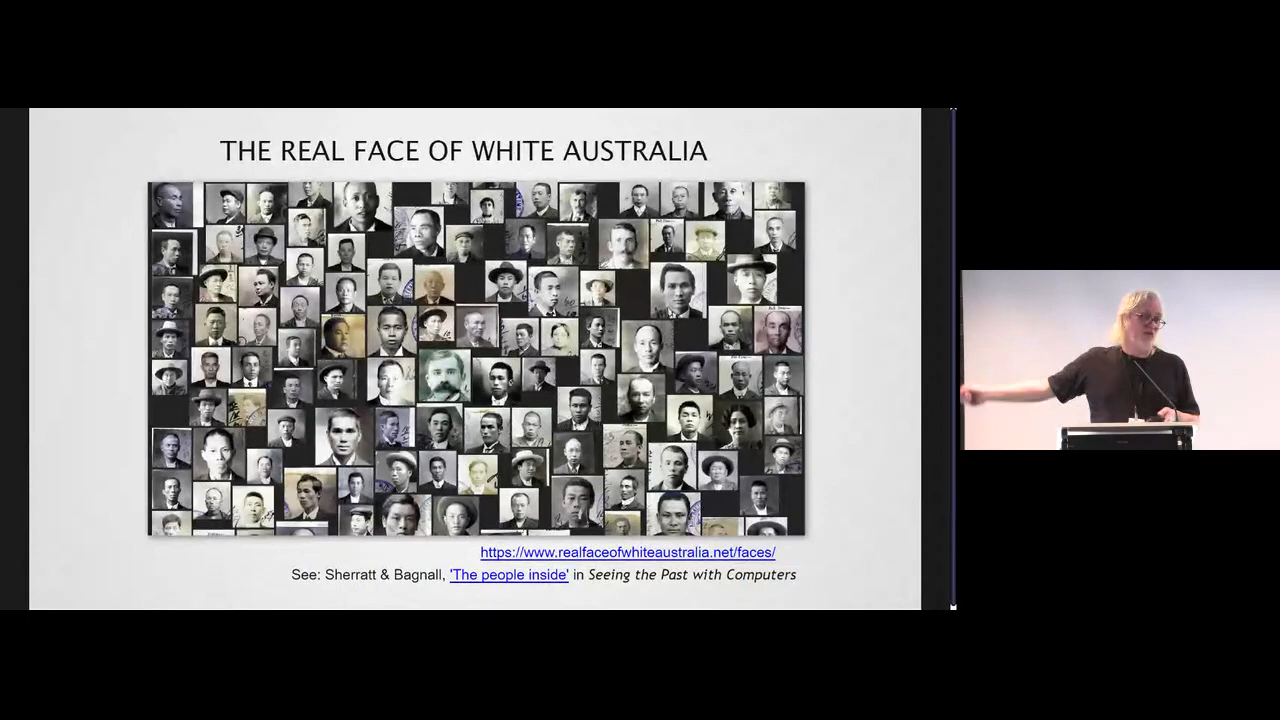 THE REAL FACE OF WHITE AUSTRALIA
https://www.realfaceofwhiteaustralia.net/faces/
See: Sherratt & Bagnall, 'The people inside' in Seeing the Past with Computers